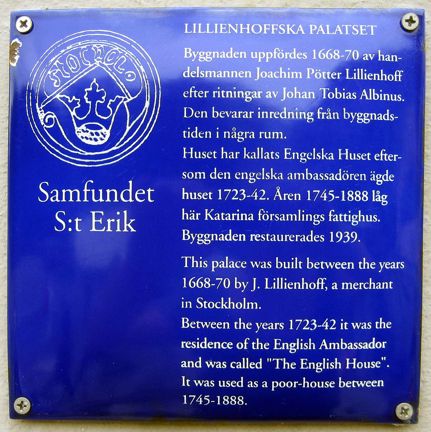 STOCHOLM
Samfundet
S:t Erik
LILLIENHOFFSKA PALATSET
Byggnaden uppfördes 1668-70 av han-
delsmannen Joachim Pötter Lillienhoff
efter ritningar av Johan Tobias Albinus.
Den bevarar inredning från byggnads-
tiden i några rum.
Huset har kallats Engelska Huset efter-
som den engelska ambassadören ägde
huset 1723-42. Åren 1745-1888 låg
här Katarina församlings fattighus.
Byggnaden restaurerades 1939.
This palace was built between the years
1668-70 by J. Lillienhoff, a merchant
in Stockholm.
Between the years 1723-42 it was the
residence of the English Ambassador
and was called "The English House".
It was used as a poor-house between
1745-1888.